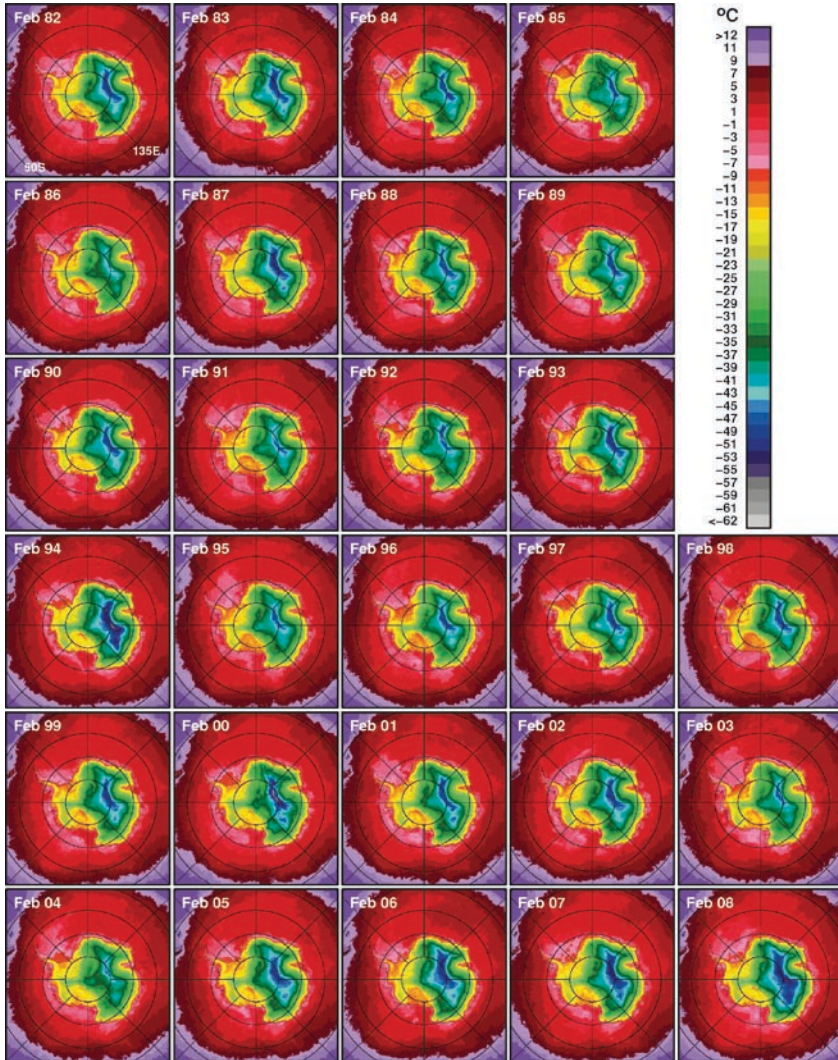 Feb 82
Feb 83
Feb 84
Feb 85
135E
50S
Feb 86
Feb 87
Feb 88
Feb 89
Feb 90
Feb 91
Feb 92
Feb 93
Feb 94
Feb 95
Feb 96
Feb 97
Feb 98
Feb 99
Feb 00
Feb 01
Feb 02
Feb 03
Feb 04
Feb 05
Feb 06
Feb 07
Feb 08
ºC
>12
11
9
7
5
3
1
-1
-3
-5
-7
-9
-11
-13
-15
-17
-19
-21
-23
-25
-27
-29
-31
-33
-35
-37
-39
-41
-43
-45
-47
-49
-51
-53
-55
-57
-59
-61
<-62